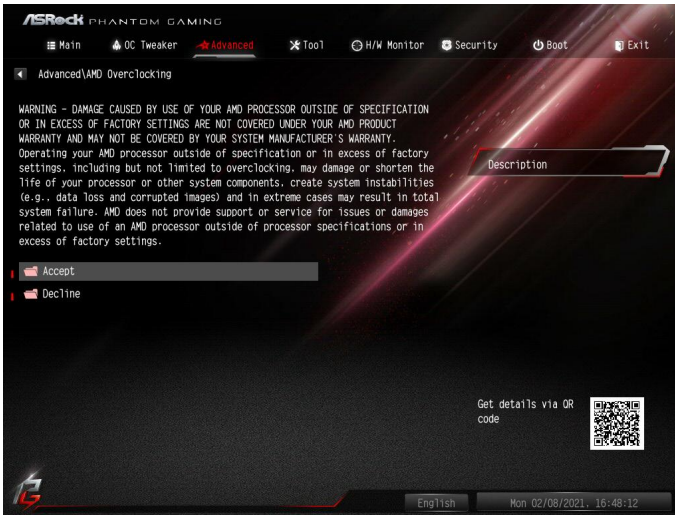 ASRock PHANTOM GAMING
Main OC Tweaker Advanced Tool H/W Monitor Security Boot Exit
Advanced\AMD Overclocking
WARNING - DAMAGE CAUSED BY USE OF YOUR AMD PROCESSOR OUTSIDE OF SPECIFICATION
OR IN EXCESS OF FACTORY SETTINGS ARE NOT COVERED UNDER YOUR AMD PRODUCT
WARRANTY AND MAY NOT BE COVERED BY YOUR SYSTEM MANUFACTURER'S WARRANTY.
Operating your AMD processor outside of specification or in excess of factory
settings, including but not limited to overclocking, may damage or shorten the
life of your processor or other system components, create system instabilities
(e.g., data loss and corrupted images) and in extreme cases may result in total
system failure. AMD does not provide support or service for issues or damages
related to use of an AMD processor outside of processor specifications or in
excess of factory settings.
Description
Accept
Decline
Get details via QR
code
English Mon 02/08/2021, 16:48:12